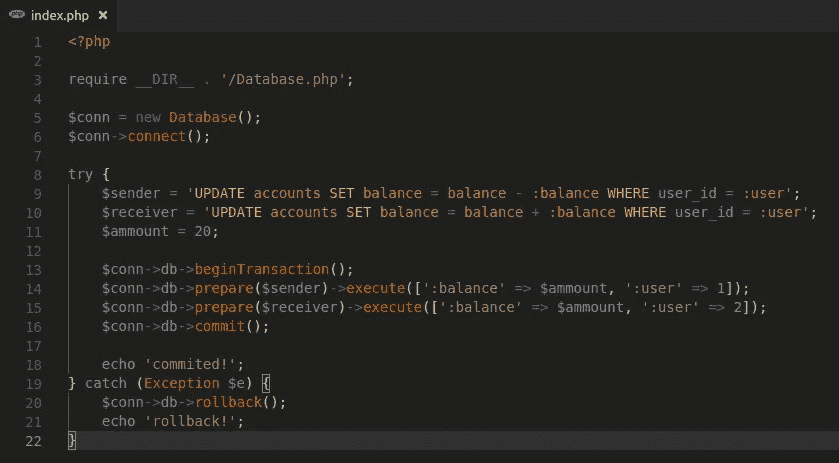 php index.php ×
1 <?php
2
3 require __DIR__ . '/Database.php';
4
5 $conn = new Database();
6 $conn->connect();
7
8 try {
9 $sender = 'UPDATE accounts SET balance = balance - :balance WHERE user_id = :user';
10 $receiver = 'UPDATE accounts SET balance = balance + :balance WHERE user_id = :user';
11 $ammount = 20;
12
13 $conn->db->beginTransaction();
14 $conn->db->prepare($sender)->execute([':balance' => $ammount, ':user' => 1]);
15 $conn->db->prepare($receiver)->execute([':balance' => $ammount, ':user' => 2]);
16 $conn->db->commit();
17
18 echo 'commited!';
19 } catch (Exception $e) {
20 $conn->db->rollback();
21 echo 'rollback!';
22 }